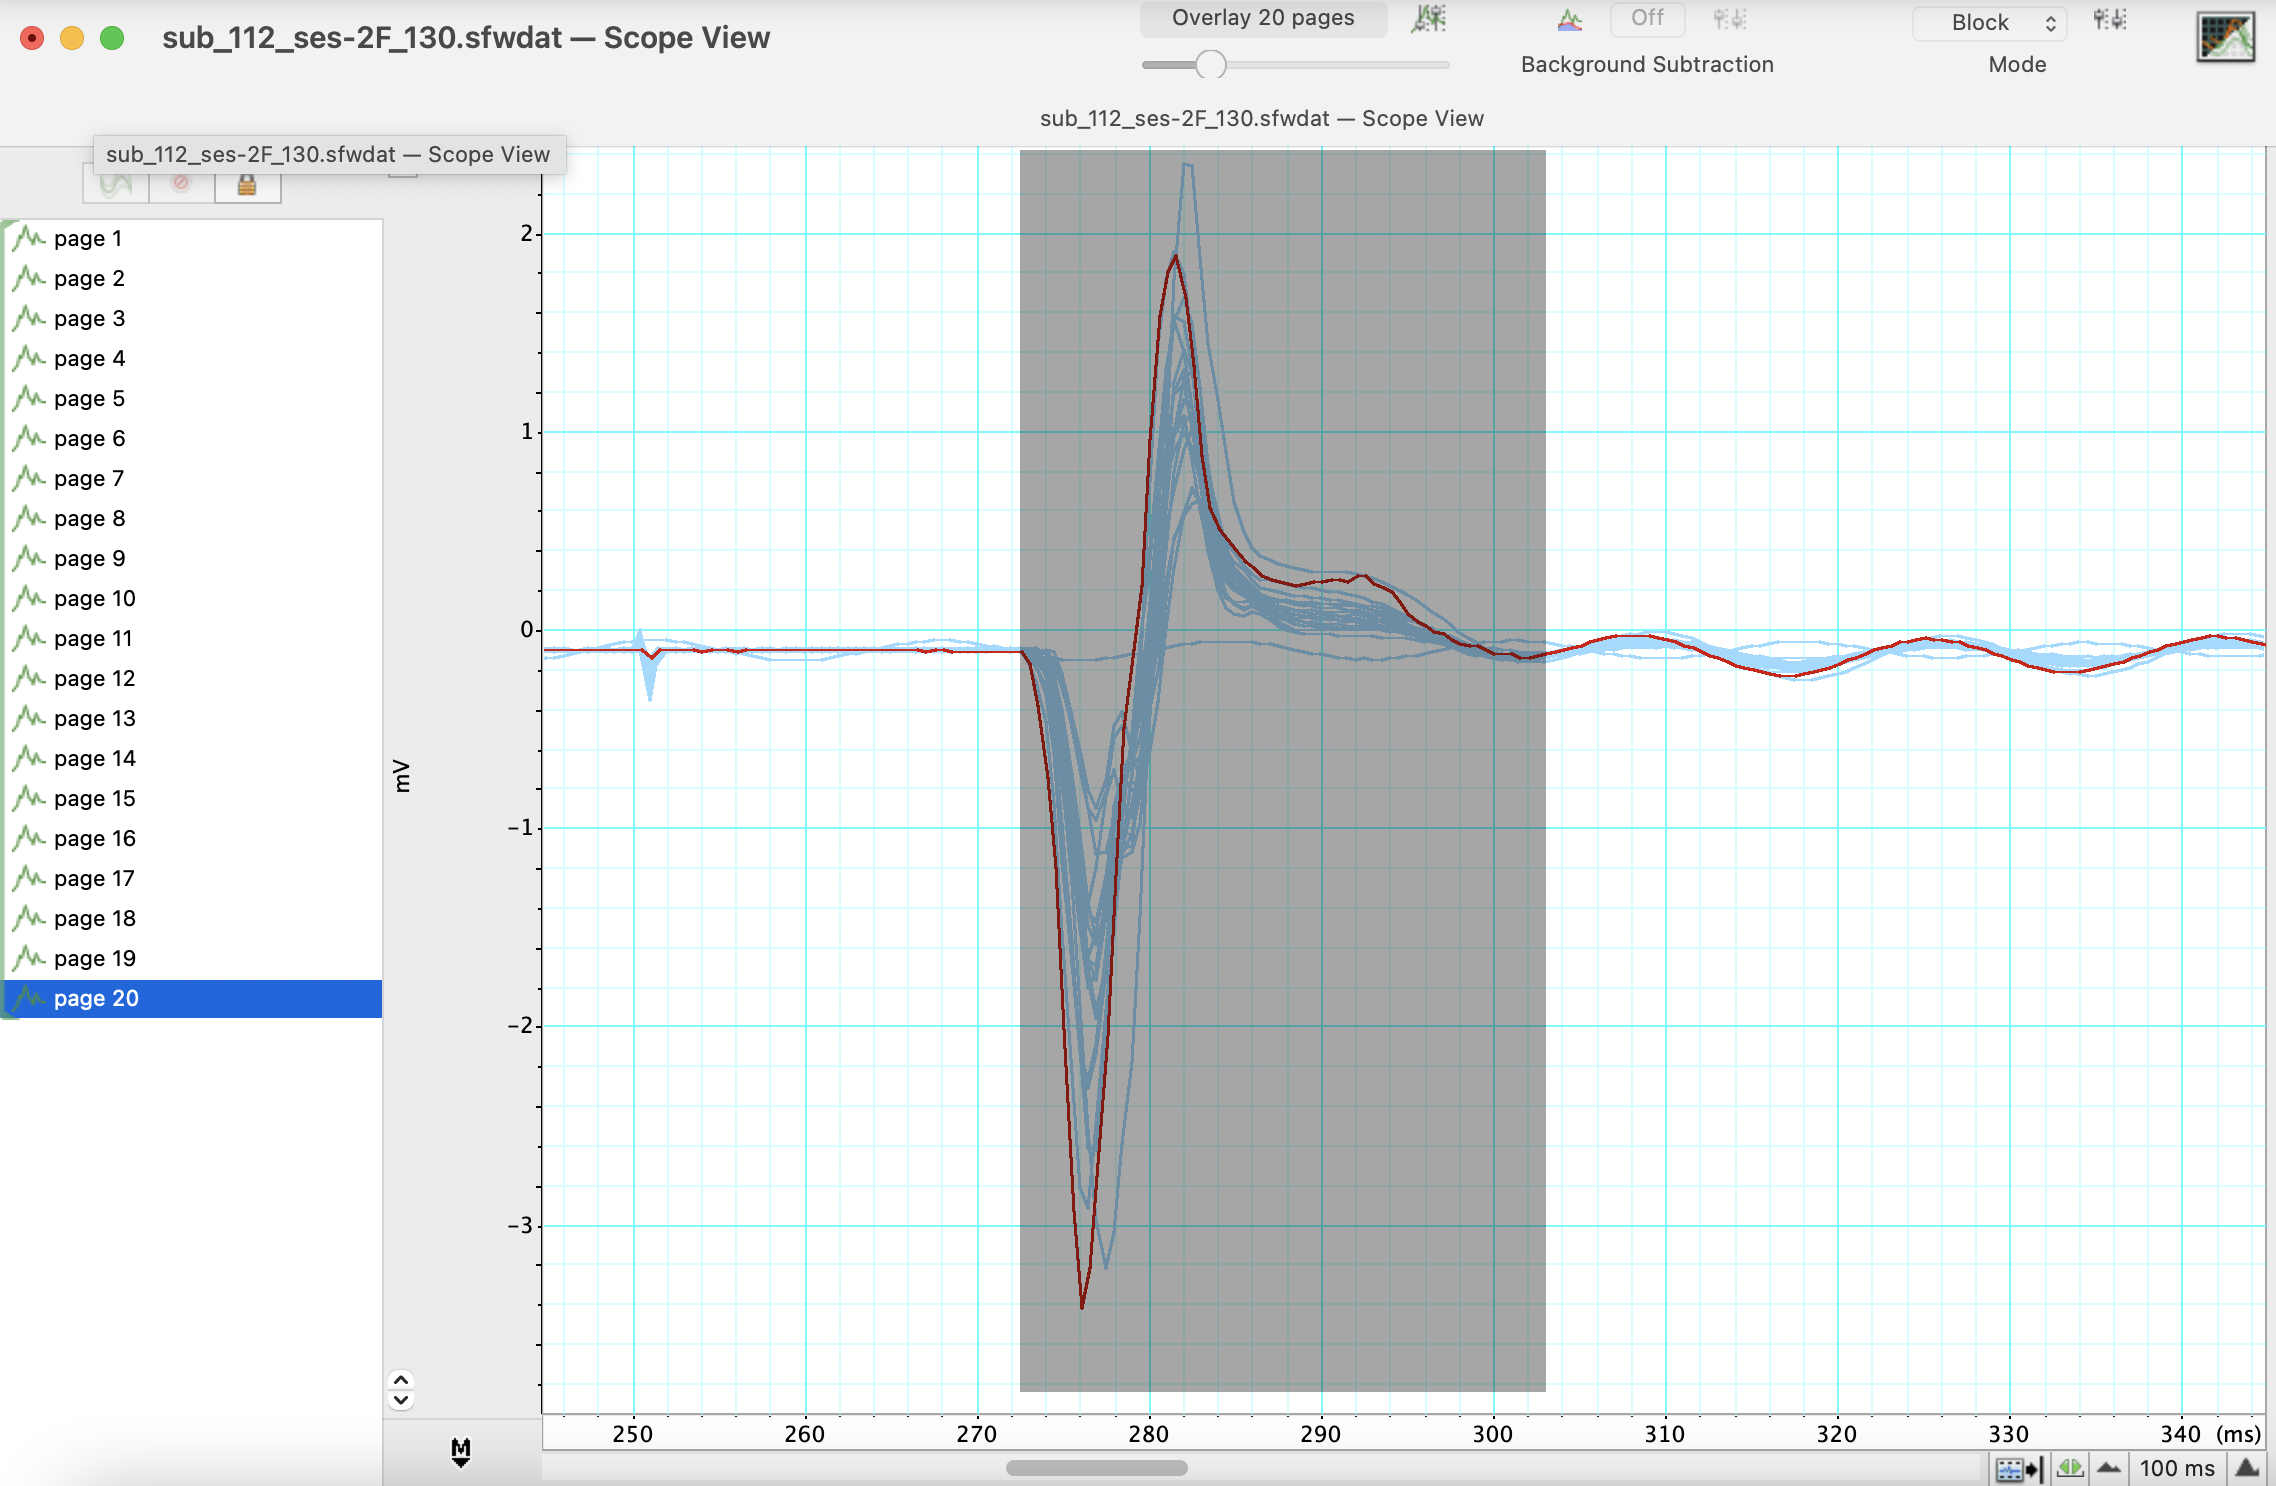 sub_112_ses-2F_130.sfwdat — Scope View
Overlay 20 pages
Off
Block
Background Subtraction
Mode
sub_112_ses-2F_130.sfwdat — Scope View
sub_112_ses-2F_130.sfwdat — Scope View
page 1
page 2
page 3
page 4
page 5
page 6
page 7
page 8
page 9
page 10
page 11
page 12
page 13
page 14
page 15
page 16
page 17
page 18
page 19
page 20
mV
2
1
0
−1
−2
−3
M
250 260 270 280 290 300 310 320 330 340 (ms)
100 ms